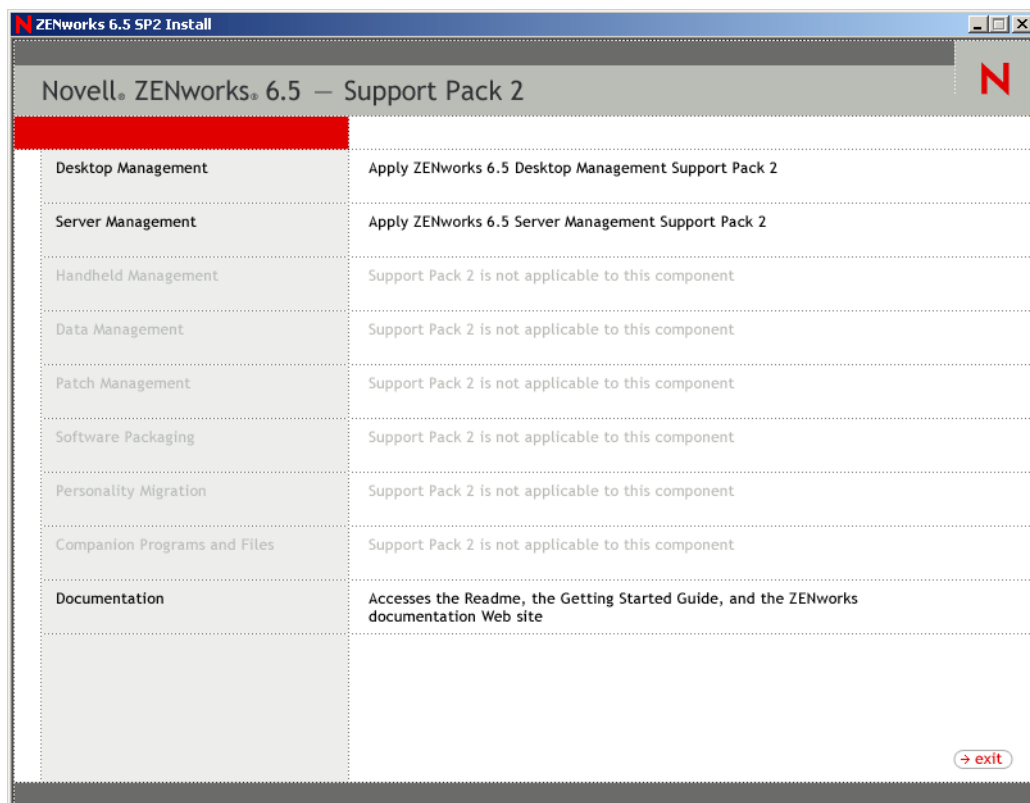 N ZENworks 6.5 SP2 Install
Novell® ZENworks® 6.5 — Support Pack 2
N
Desktop Management
Apply ZENworks 6.5 Desktop Management Support Pack 2
Server Management
Apply ZENworks 6.5 Server Management Support Pack 2
Handheld Management
Support Pack 2 is not applicable to this component
Data Management
Support Pack 2 is not applicable to this component
Patch Management
Support Pack 2 is not applicable to this component
Software Packaging
Support Pack 2 is not applicable to this component
Personality Migration
Support Pack 2 is not applicable to this component
Companion Programs and Files
Support Pack 2 is not applicable to this component
Documentation
Accesses the Readme, the Getting Started Guide, and the ZENworks
documentation Web site
→ exit